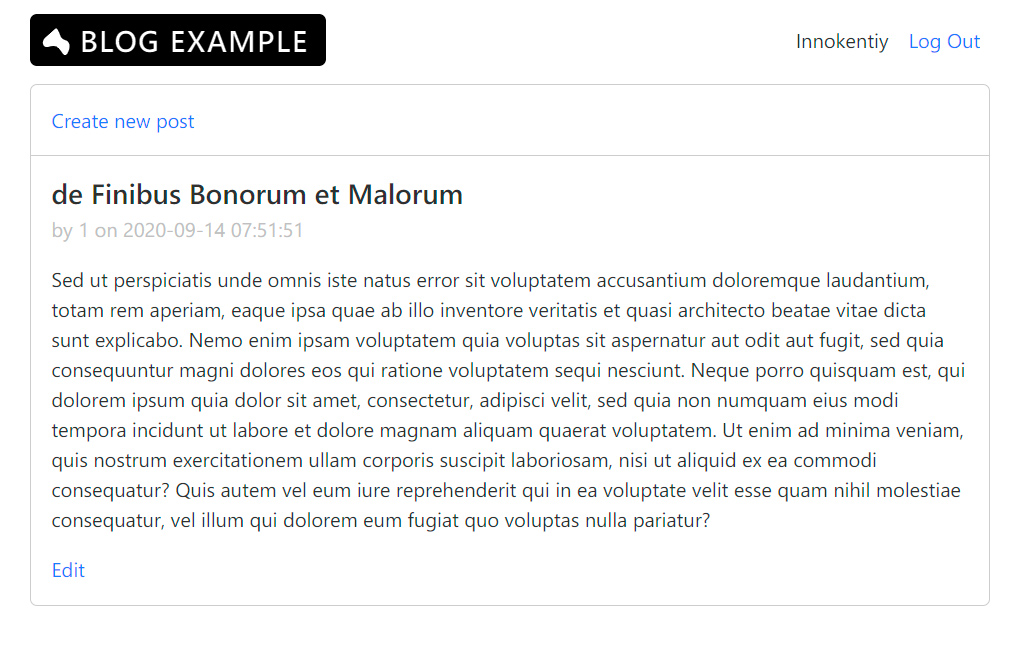 BLOG EXAMPLE
Innokentiy Log Out
Create new post
de Finibus Bonorum et Malorum
by 1 on 2020-09-14 07:51:51
Sed ut perspiciatis unde omnis iste natus error sit voluptatem accusantium doloremque laudantium,
totam rem aperiam, eaque ipsa quae ab illo inventore veritatis et quasi architecto beatae vitae dicta
sunt explicabo. Nemo enim ipsam voluptatem quia voluptas sit aspernatur aut odit aut fugit, sed quia
consequuntur magni dolores eos qui ratione voluptatem sequi nesciunt. Neque porro quisquam est, qui
dolorem ipsum quia dolor sit amet, consectetur, adipisci velit, sed quia non numquam eius modi
tempora incidunt ut labore et dolore magnam aliquam quaerat voluptatem. Ut enim ad minima veniam,
quis nostrum exercitationem ullam corporis suscipit laboriosam, nisi ut aliquid ex ea commodi
consequatur? Quis autem vel eum iure reprehenderit qui in ea voluptate velit esse quam nihil molestiae
consequatur, vel illum qui dolorem eum fugiat quo voluptas nulla pariatur?
Edit